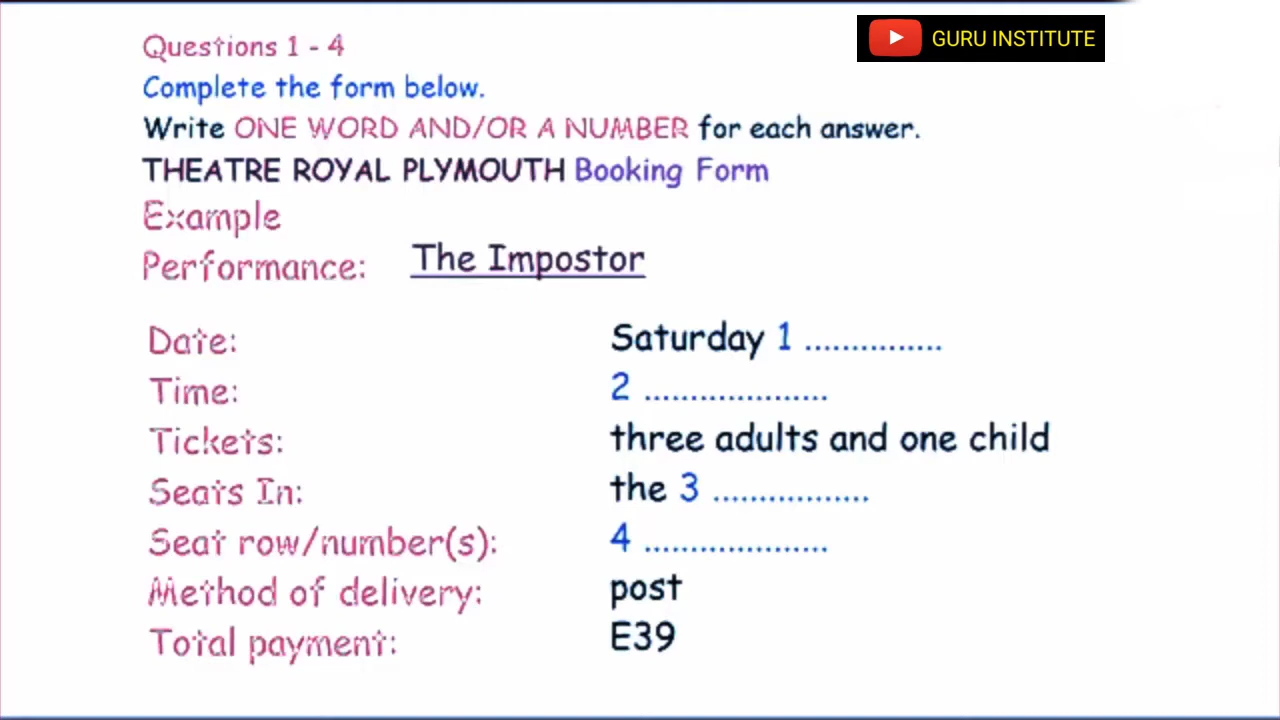 GURU INSTITUTE
Questions 1 - 4
Complete the form below.
Write ONE WORD AND/OR A NUMBER for each answer.
THEATRE ROYAL PLYMOUTH Booking Form
Example
Performance: The Impostor
Date: Saturday 1 ...............
Time: 2 ....................
Tickets: three adults and one child
Seats In: the 3 .................
Seat row/number(s): 4 ....................
Method of delivery: post
Total payment: E39